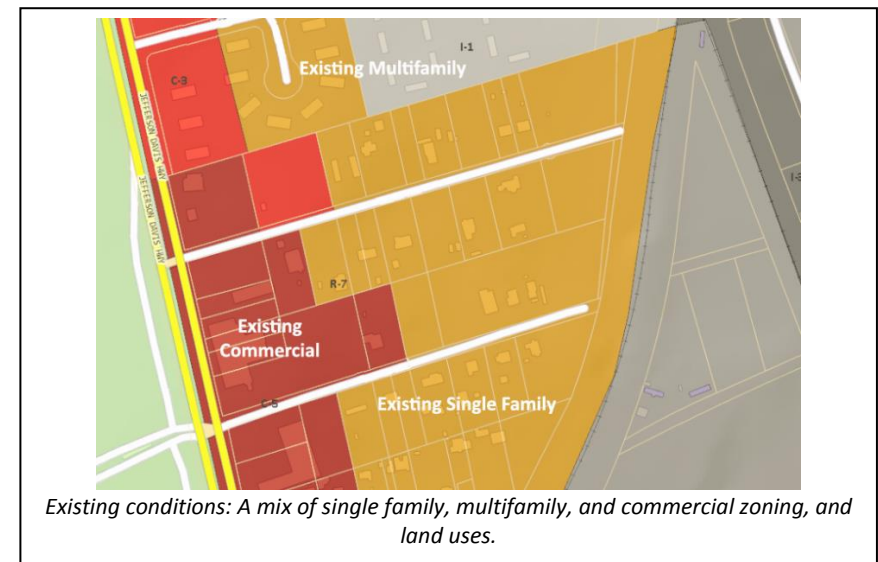 I-1
Existing Multifamily
C-3
JEFFERSON DAVIS HWY
JEFFERSON DAVIS HWY
R-7
Existing
Commercial
C-5
Existing Single Family
Existing conditions: A mix of single family, multifamily, and commercial zoning, and
land uses.